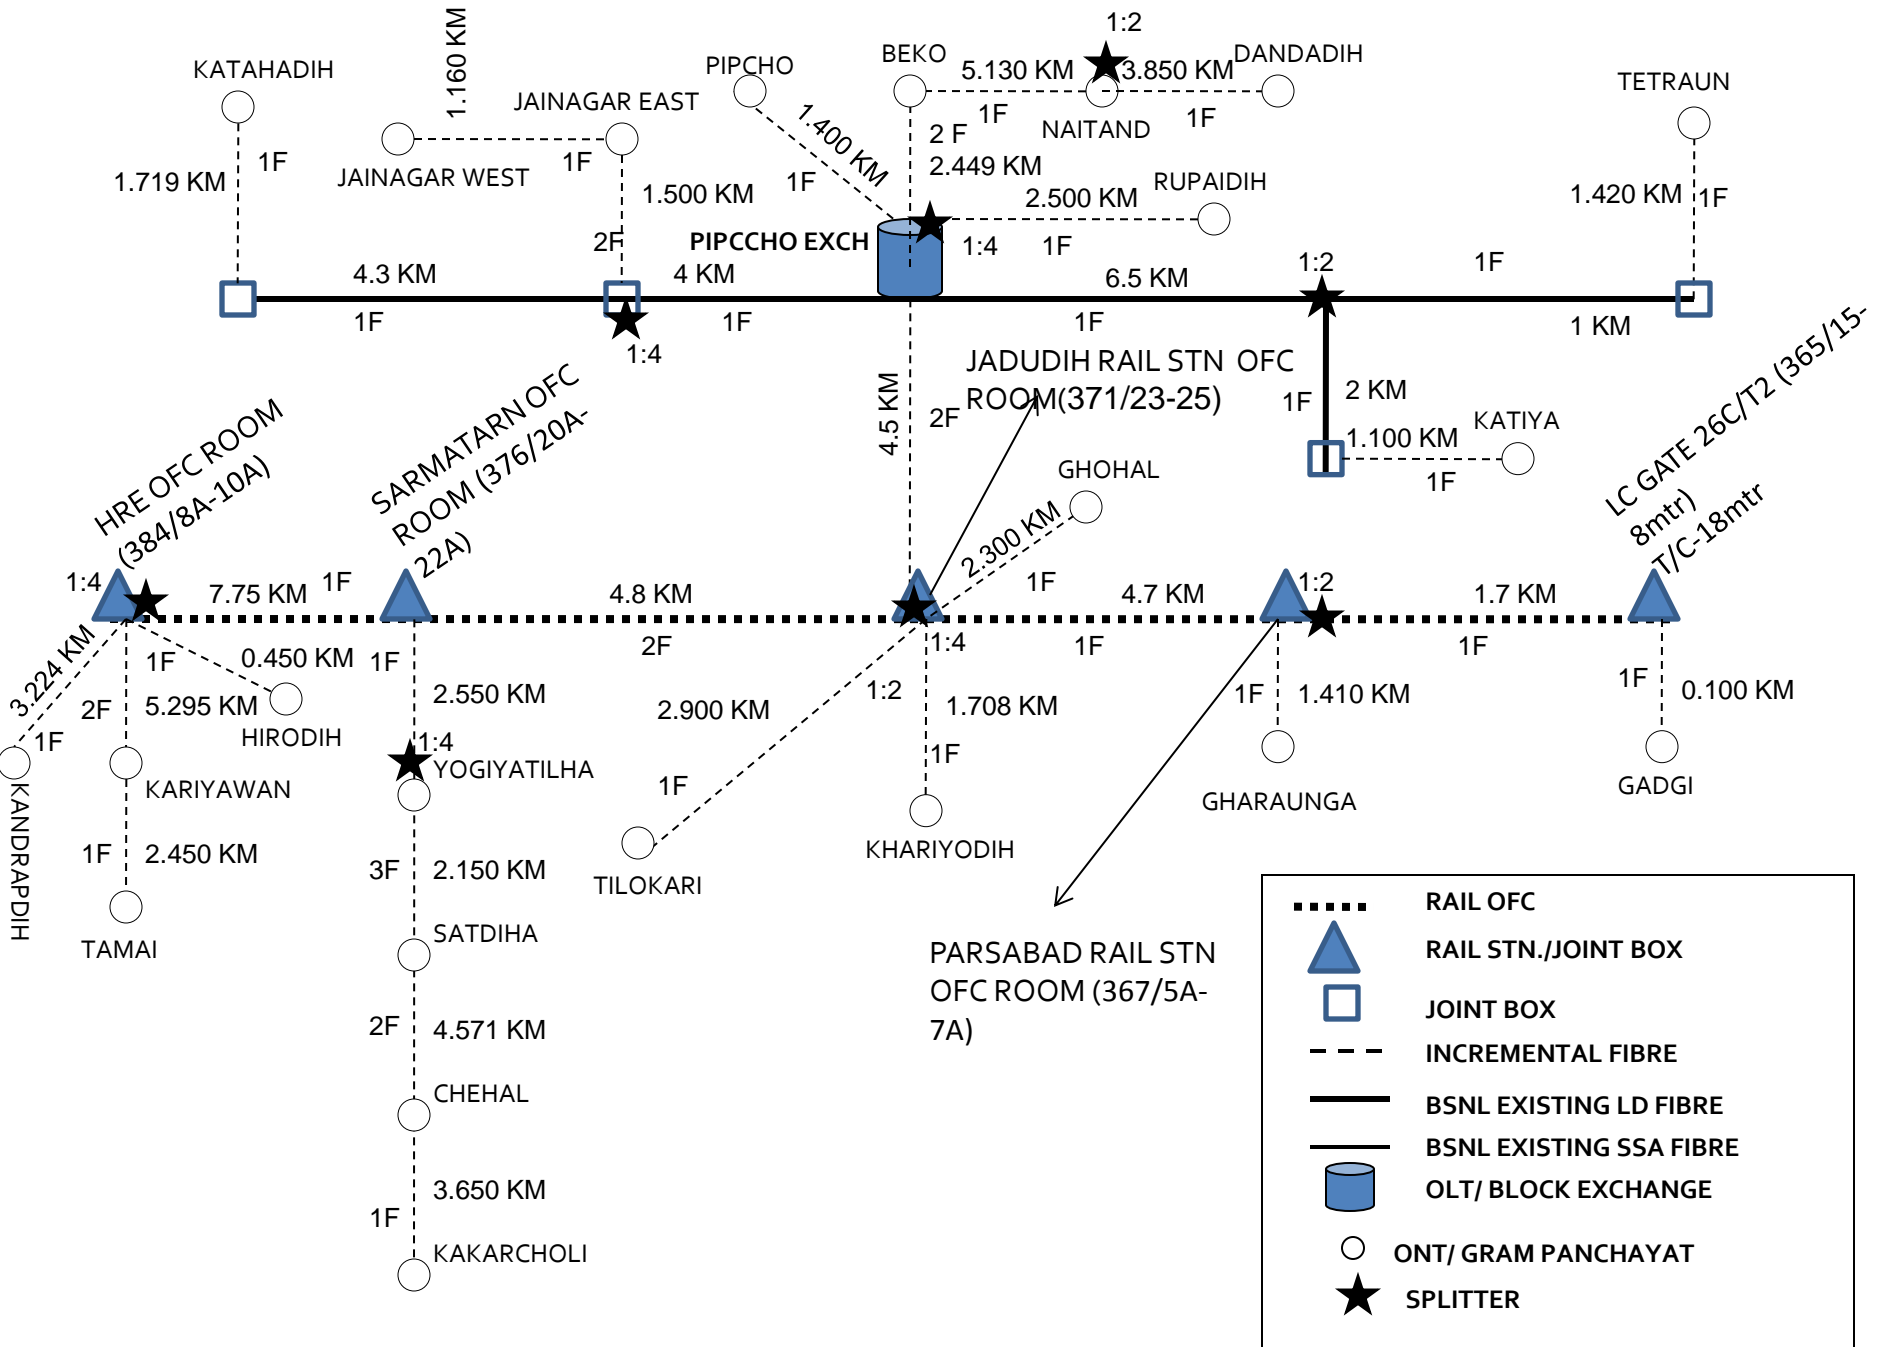 1:2
KATAHADIH
1.160 KM
JAINAGAR EAST
PIPCHO
BEKO
5.130 KM
3.850 KM
DANDADIH
TETRAUN
1F
1F
NAITAND
1F
1.719 KM
1F
JAINAGAR WEST
1F
1.400 KM
1F
2 F
2.449 KM
RUPAIDIH
1.500 KM
2.500 KM
1.420 KM
1F
2F
PIPCCHO EXCH
1:4
1F
4.3 KM
4 KM
6.5 KM
1:2
1F
1F
1F
1F
1 KM
1:4
JADUDIH RAIL STN OFC
ROOM(371/23-25)
4.5 KM
2F
1F
2 KM
1.100 KM
KATIYA
1F
HRE OFC ROOM
(384/8A-10A)
SARMATARN OFC
ROOM (376/20A-
22A)
GHOHAL
2.300 KM
LC GATE 26C/T2 (365/15-
8mtr)
T/C-18mtr
1:4
7.75 KM
1F
4.8 KM
1F
4.7 KM
1:2
1.7 KM
2F
1:4
1F
1F
3.224 KM
1F
0.450 KM
1F
2F
5.295 KM
HIRODIH
1F
2.550 KM
2.900 KM
1:2
1.708 KM
1F
1.410 KM
1F
0.100 KM
1:4
YOGIYATILHA
1F
1F
KANDRAPDIH
KARIYAWAN
GHARAUNGA
GADGI
1F
2.450 KM
3F
2.150 KM
TILOKARI
KHARIYODIH
TAMAI
SATDIHA
PARSABAD RAIL STN
OFC ROOM (367/5A-
7A)
2F
4.571 KM
CHEHAL
3.650 KM
1F
KAKARCHOLI
RAIL OFC
RAIL STN./JOINT BOX
JOINT BOX
INCREMENTAL FIBRE
BSNL EXISTING LD FIBRE
BSNL EXISTING SSA FIBRE
OLT/ BLOCK EXCHANGE
ONT/ GRAM PANCHAYAT
SPLITTER